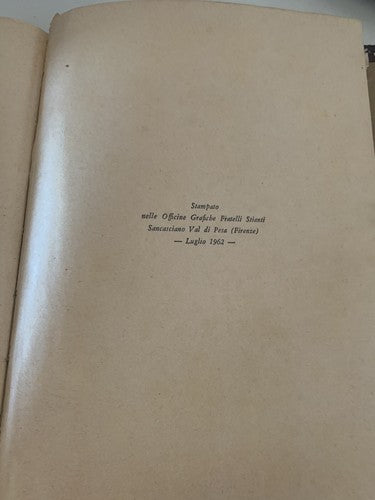 Stampato
nelle Officine Grafiche Fratelli Stianti
Sancasciano Val di Pesa (Firenze)
— Luglio 1962 —